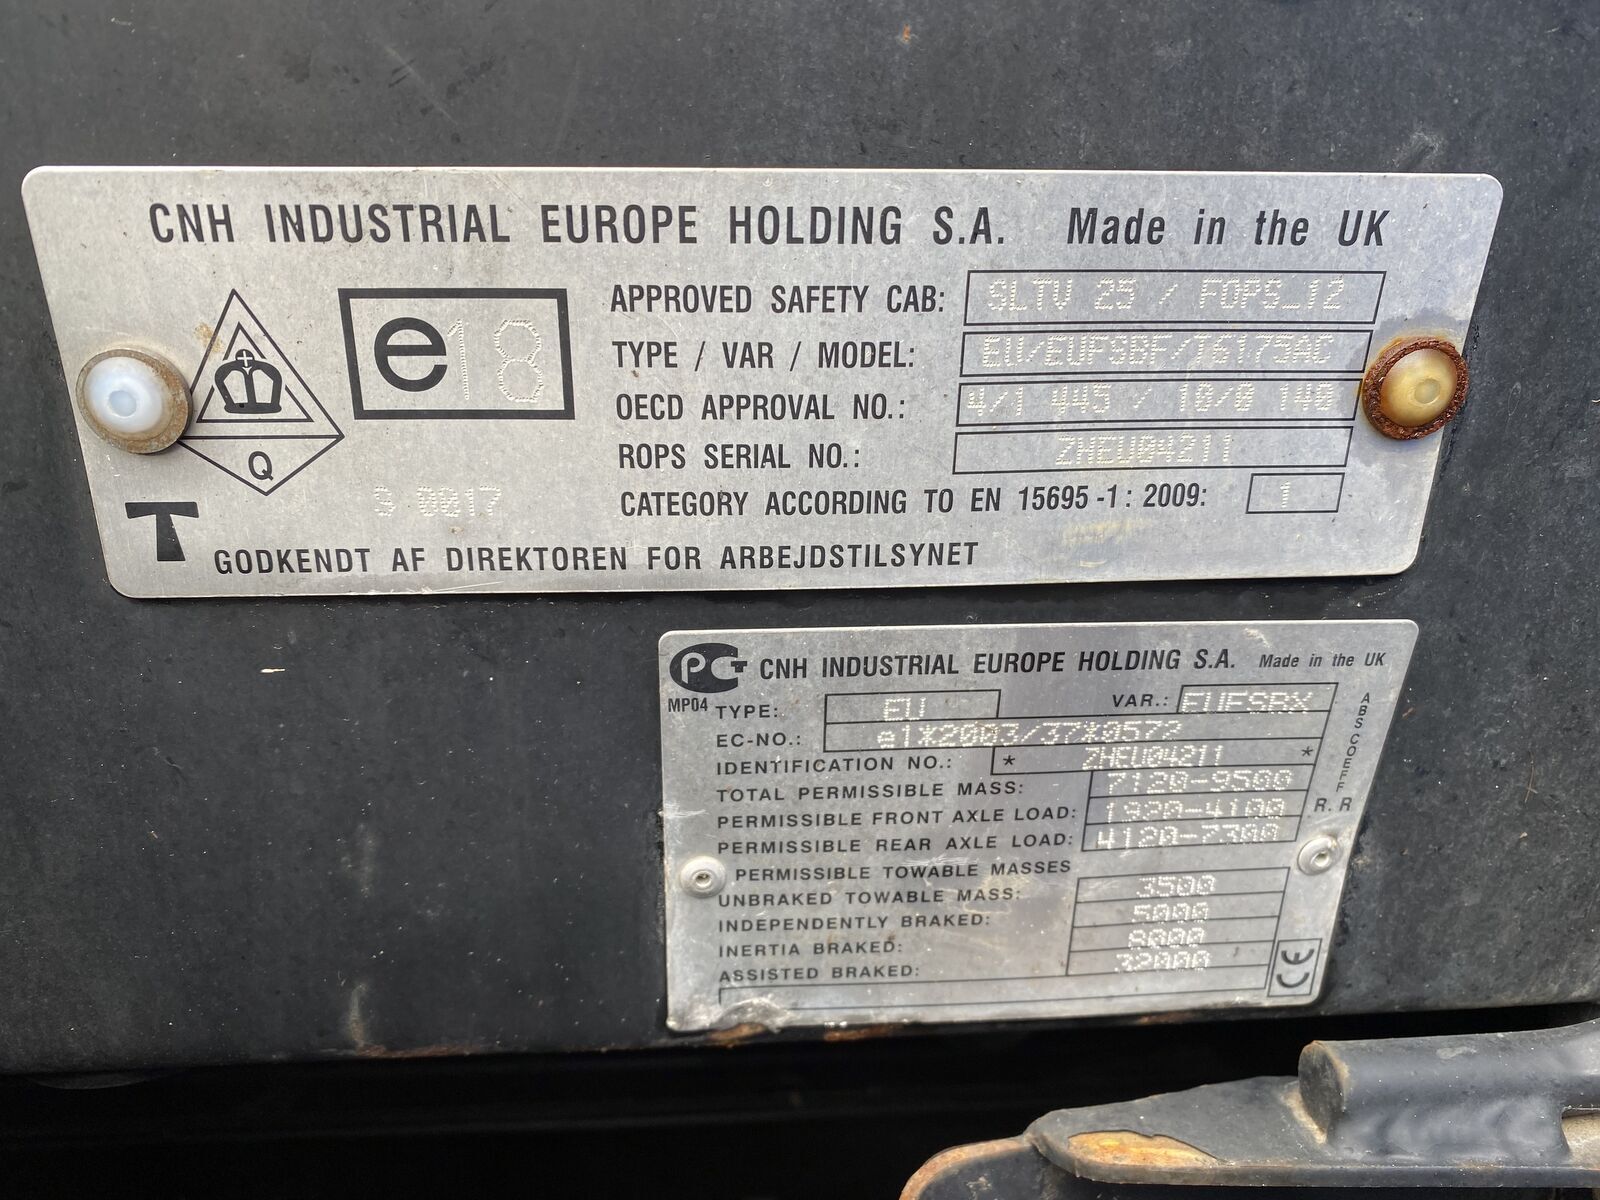 CNH INDUSTRIAL EUROPE HOLDING S.A. Made in the UK
e18
APPROVED SAFETY CAB: SLTV 25 / FOPS_12
TYPE / VAR / MODEL: EU/EUFSBF/T6175AC
OECD APPROVAL NO.: 4/1 445 / 10/0 140
ROPS SERIAL NO.: ZHEU04211
Q
S 0017
CATEGORY ACCORDING TO EN 15695-1: 2009: 1
T GODKENDT AF DIREKTOREN FOR ARBEJDSTILSYNET
PCT CNH INDUSTRIAL EUROPE HOLDING S.A. Made in the UK
MP04
TYPE: EU VAR.: EUFSBX
EC-NO.: e1*2003/37*0572
IDENTIFICATION NO.: * ZHEU04211 *
TOTAL PERMISSIBLE MASS: 7120-9500
PERMISSIBLE FRONT AXLE LOAD: 1920-4100
PERMISSIBLE REAR AXLE LOAD: 4120-7300
ABSCOEFF
R.R
PERMISSIBLE TOWABLE MASSES
UNBRAKED TOWABLE MASS: 3500
INDEPENDENTLY BRAKED: 5000
INERTIA BRAKED: 8000
ASSISTED BRAKED: 32000
CE